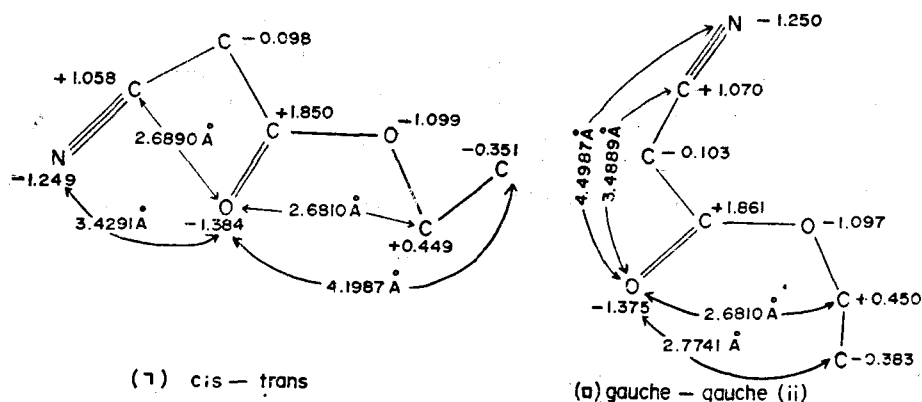 C −0.098
+1.058
C
+1.850
C
O −1.099
2.6890 Å
−0.351
C
N
−1.249
O
−1.384
2.6810 Å
C
+0.449
3.4291 Å
4.1987 Å
(ㄱ) cis — trans
N −1.250
C +1.070
4.4987 Å
3.4889 Å
C −0.103
+1.861
C
O −1.097
O
−1.375
2.6810 Å
C +0.450
2.7741 Å
C −0.383
(ㅁ) gauche — gauche (ii)